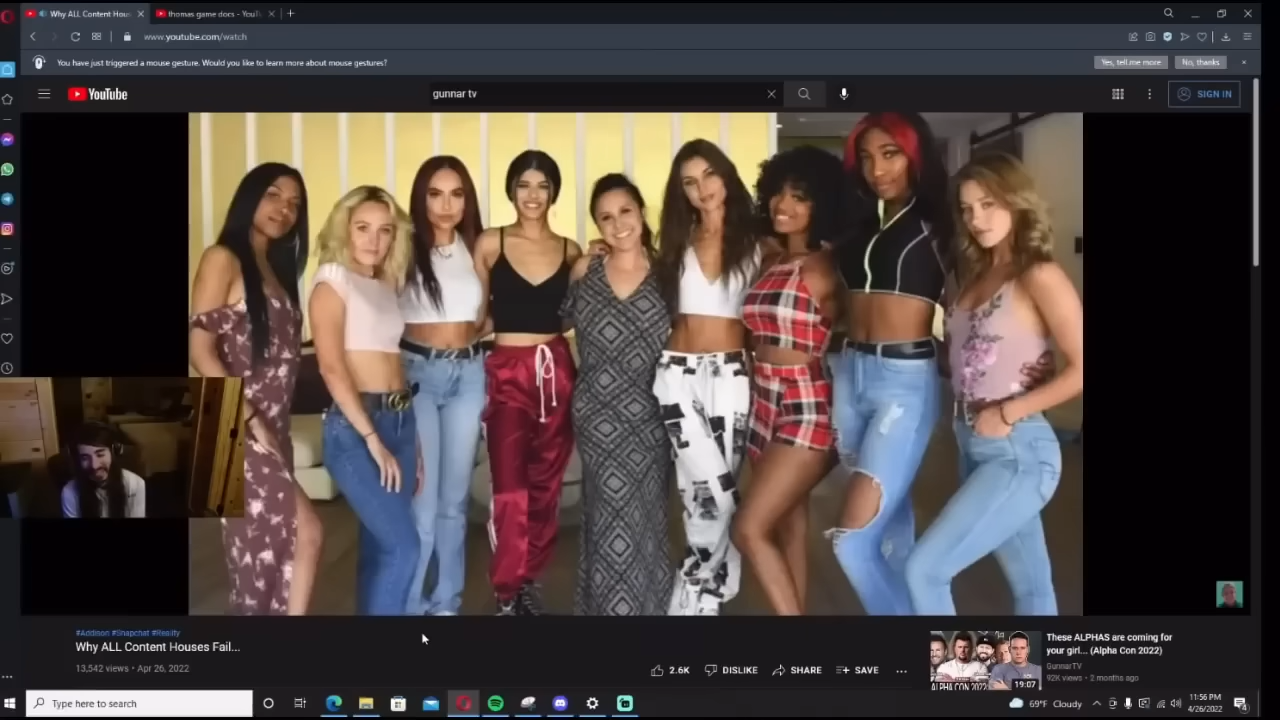 Why ALL Content Hous
thomas game docs - YouT
www.youtube.com/watch
You have just triggered a mouse gesture. Would you like to learn more about mouse gestures?
Yes, tell me more
No, thanks
YouTube
gunnar tv
SIGN IN
#Addison #Snapchat #Reality
Why ALL Content Houses Fail...
13,542 views • Apr 26, 2022
2.6K
DISLIKE
SHARE
SAVE
ALPHA CON 2022
19:07
These ALPHAS are coming for
your girl... (Alpha Con 2022)
GunnarTV
92K views • 2 months ago
Type here to search
69°F Cloudy
11:56 PM
4/26/2022